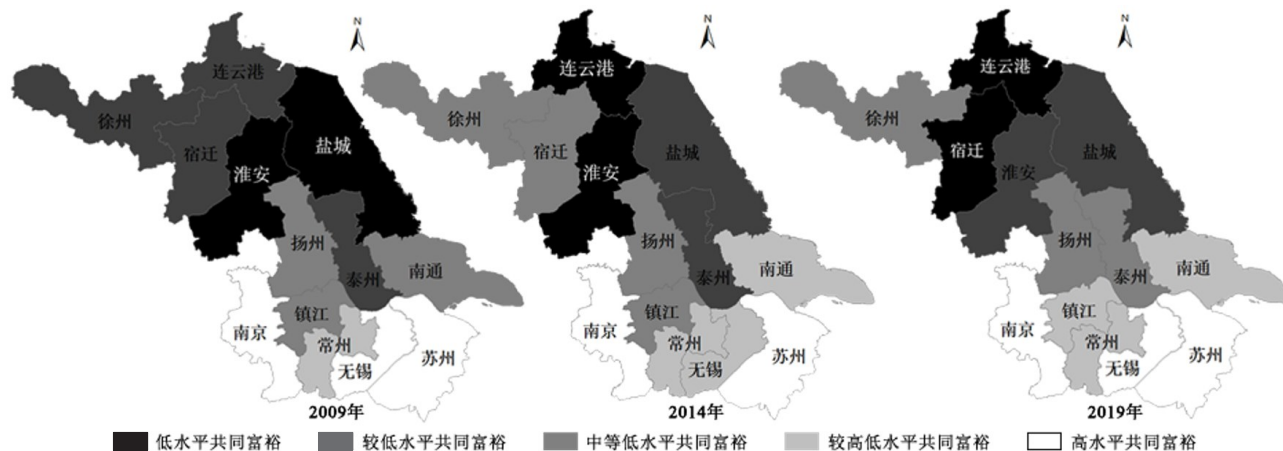 N
连云港
徐州
宿迁
盐城
淮安
扬州
泰州
南通
镇江
南京
常州
无锡
苏州
2009年
N
连云港
徐州
宿迁
盐城
淮安
扬州
泰州
南通
镇江
南京
常州
无锡
苏州
2014年
N
连云港
徐州
宿迁
盐城
淮安
扬州
泰州
南通
镇江
南京
常州
无锡
苏州
2019年
低水平共同富裕 较低水平共同富裕 中等低水平共同富裕 较高低水平共同富裕 高水平共同富裕